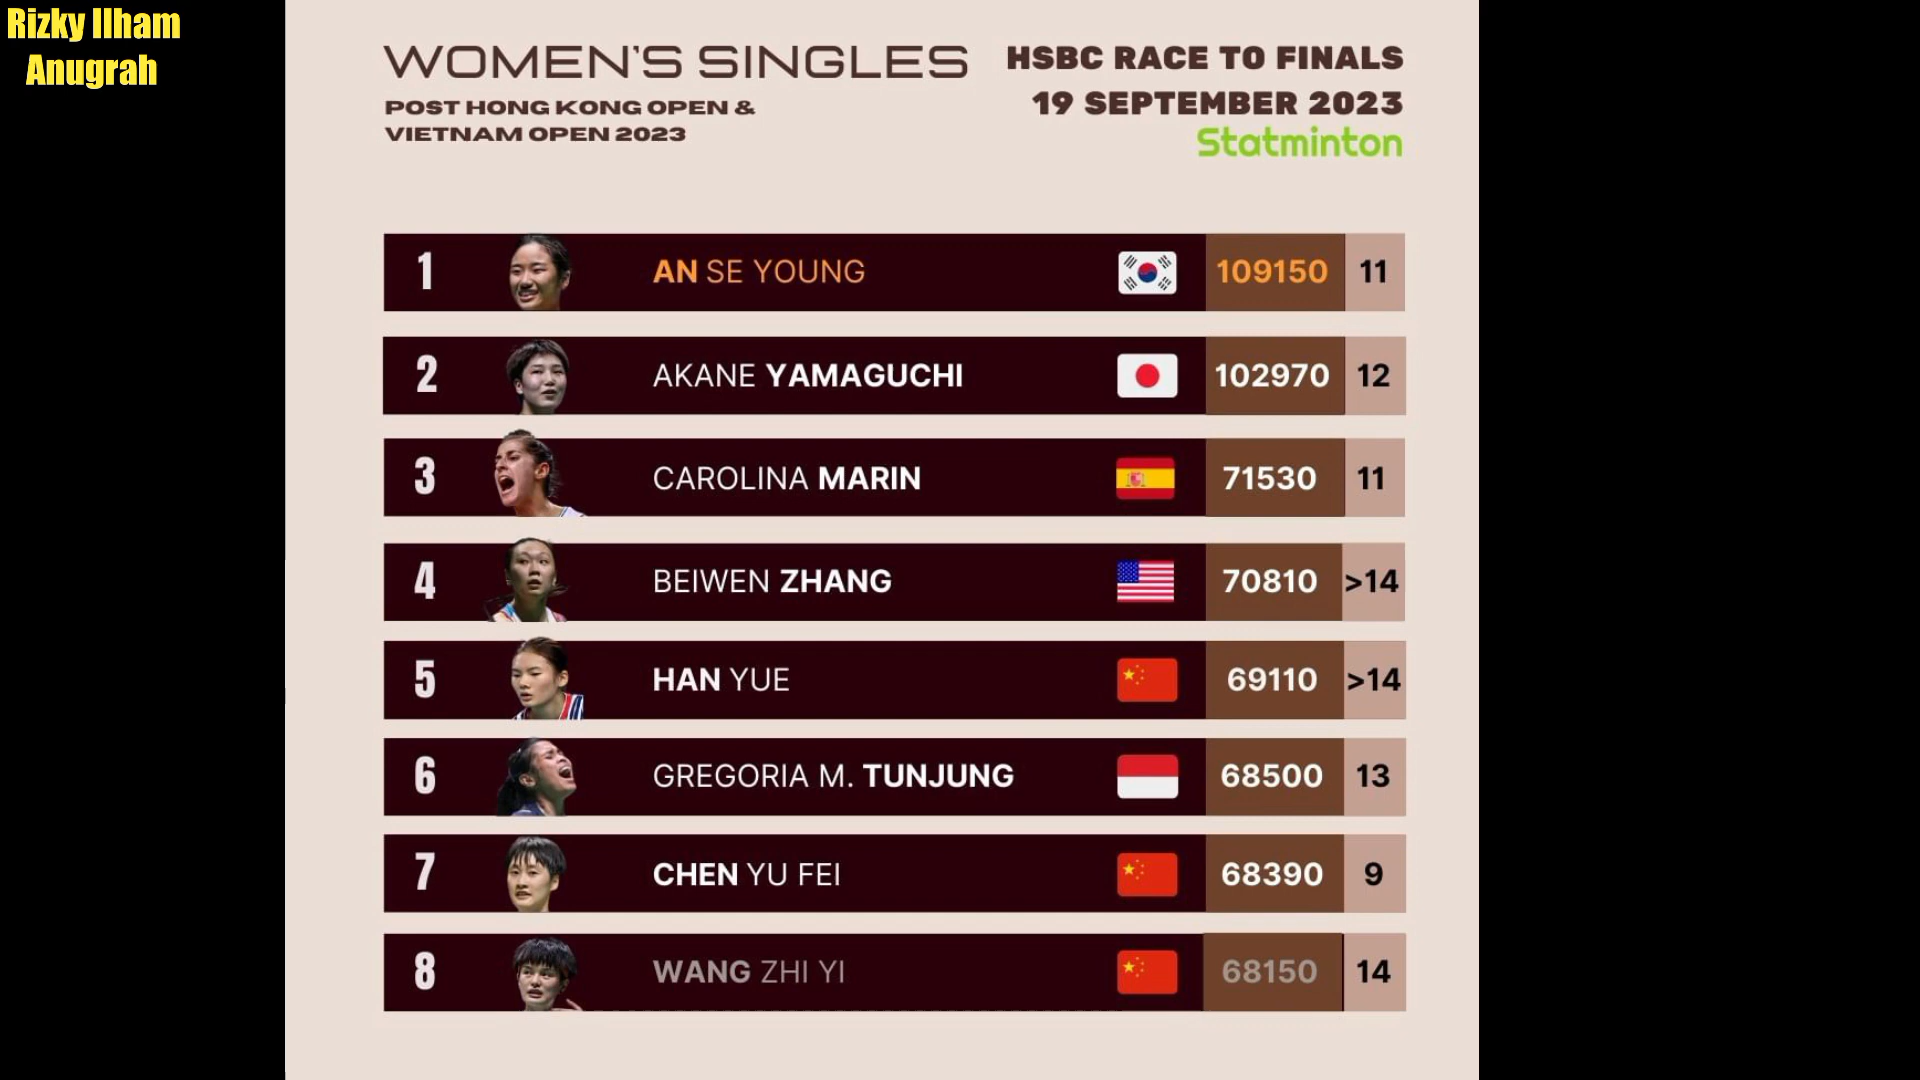 Rizky Ilham
Anugrah
WOMEN'S SINGLES
POST HONG KONG OPEN &
VIETNAM OPEN 2023
HSBC RACE TO FINALS
19 SEPTEMBER 2023
Statminton
1 AN SE YOUNG 109150 11
2 AKANE YAMAGUCHI 102970 12
3 CAROLINA MARIN 71530 11
4 BEIWEN ZHANG 70810 >14
5 HAN YUE 69110 >14
6 GREGORIA M. TUNJUNG 68500 13
7 CHEN YU FEI 68390 9
8 WANG ZHI YI 68150 14